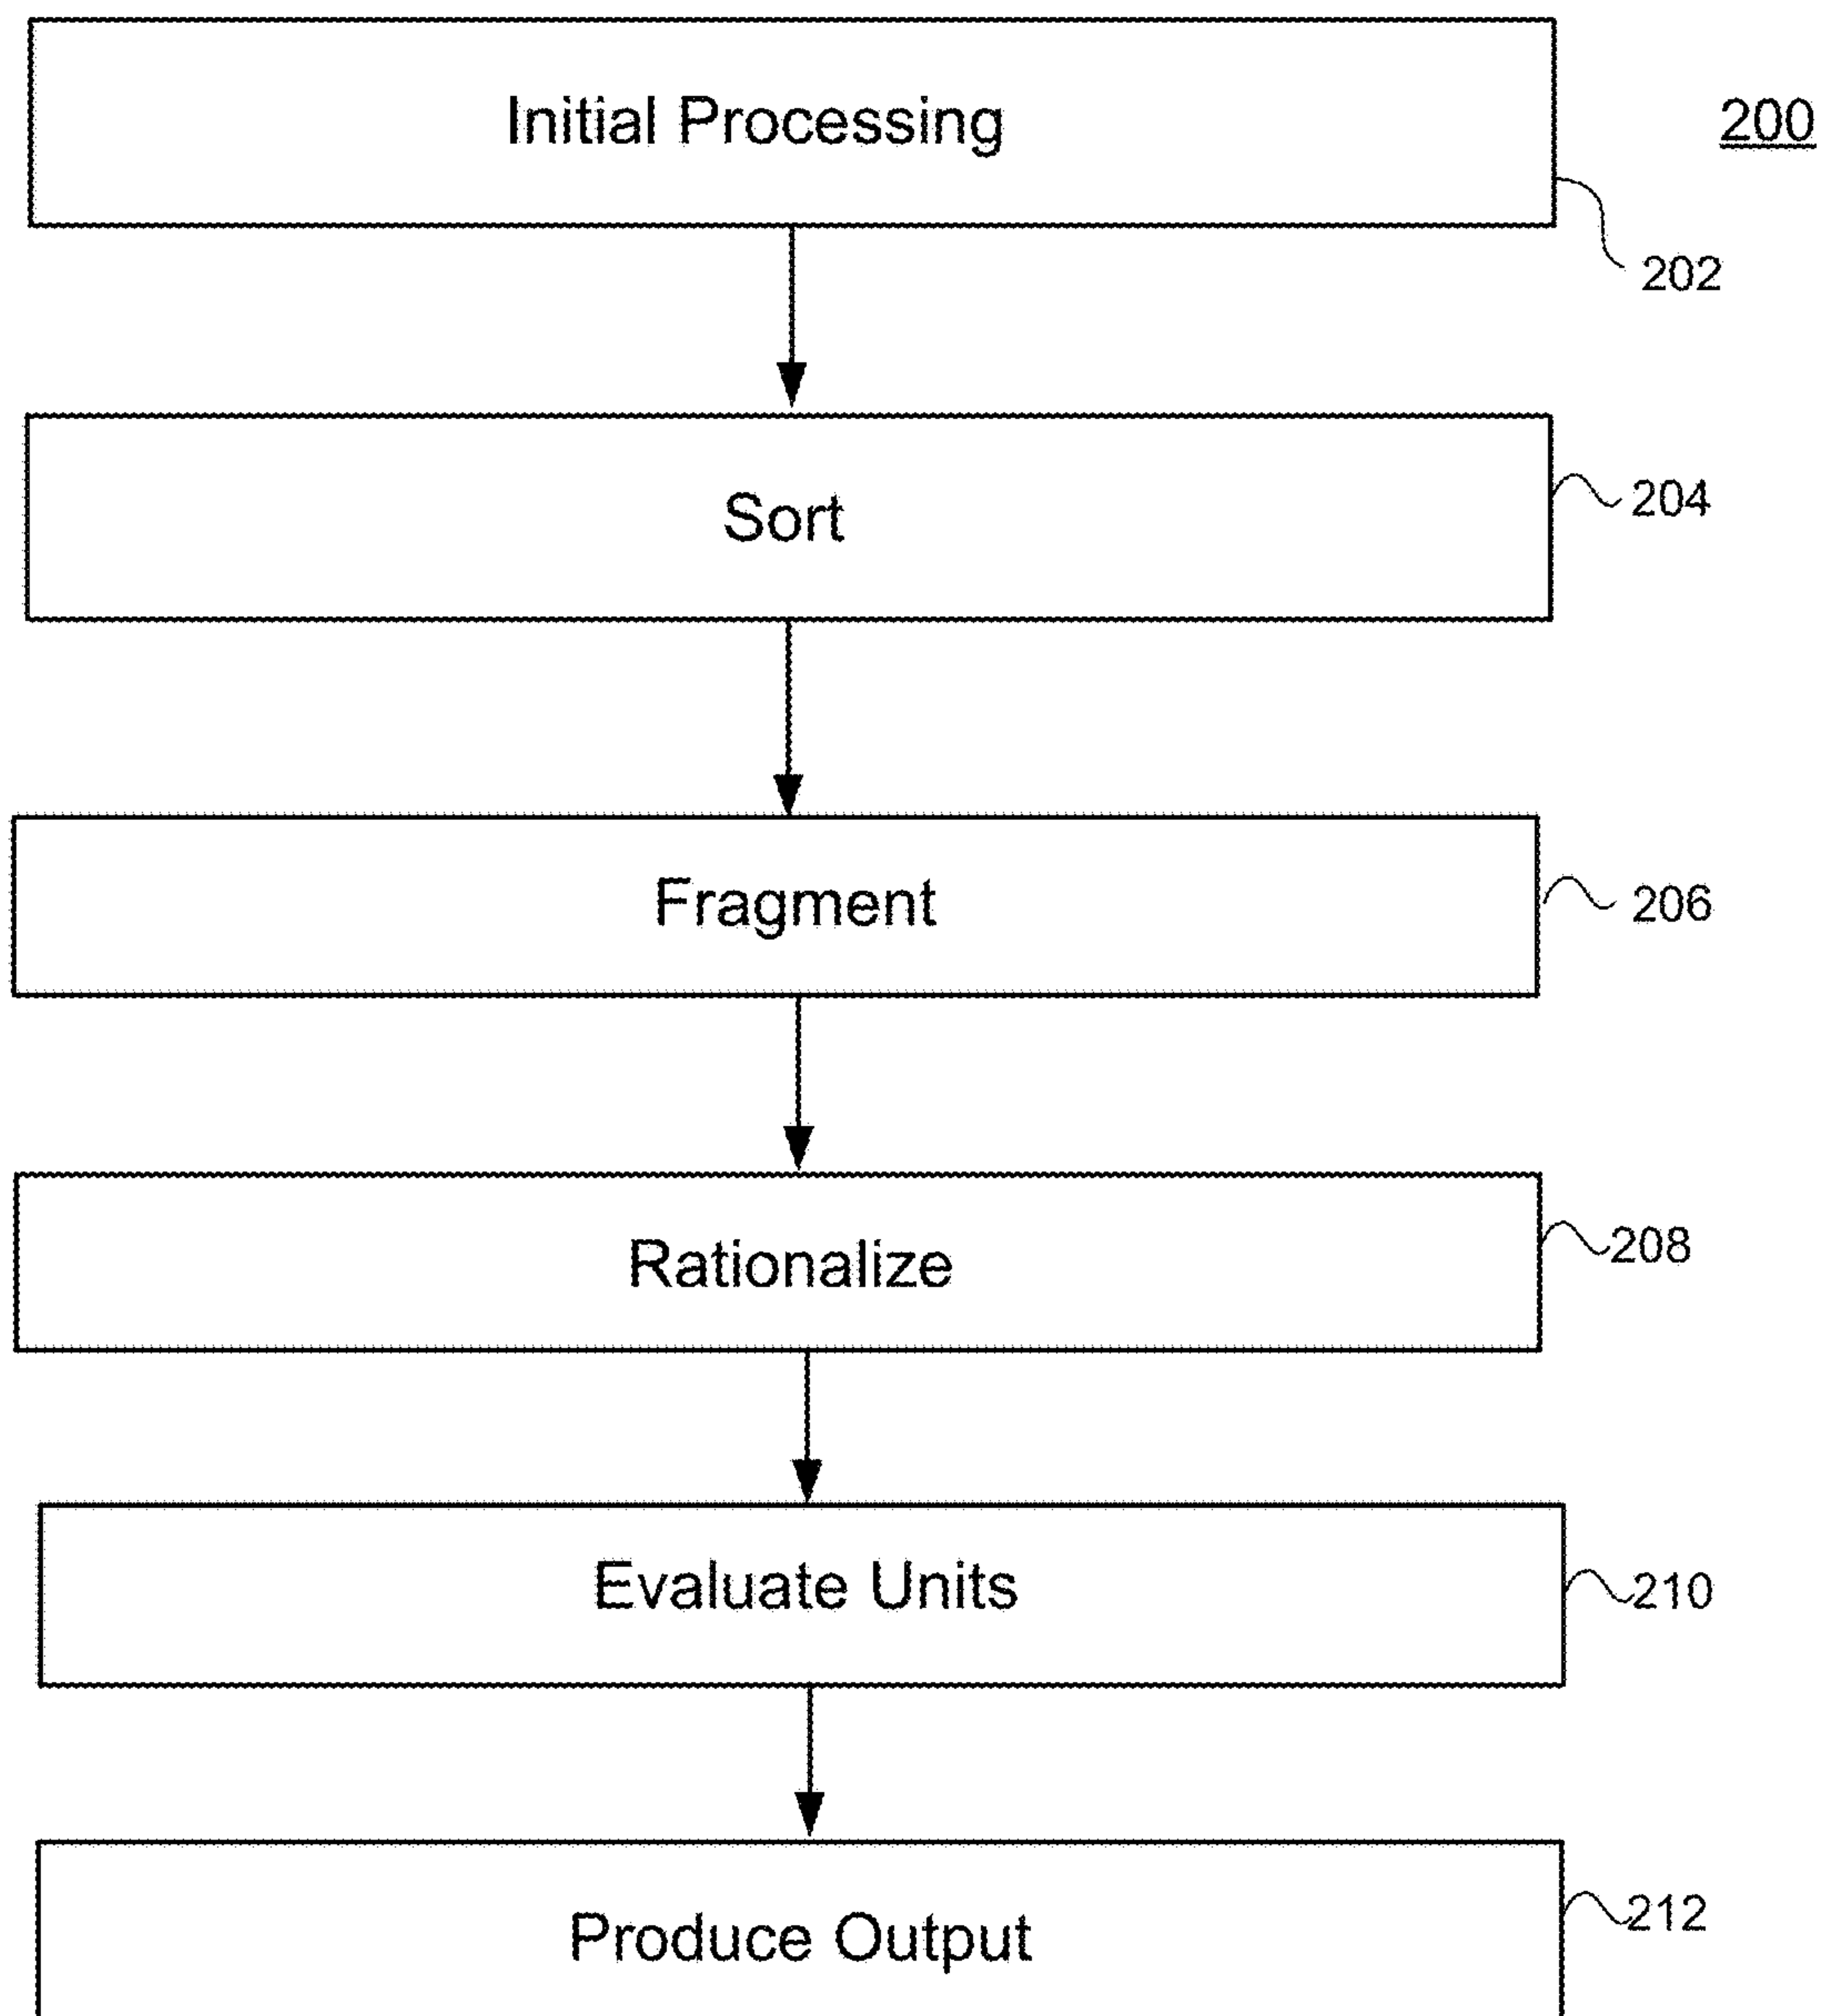 Initial Processing
200
202
Sort
204
Fragment
206
Rationalize
208
Evaluate Units
210
Produce Output
212